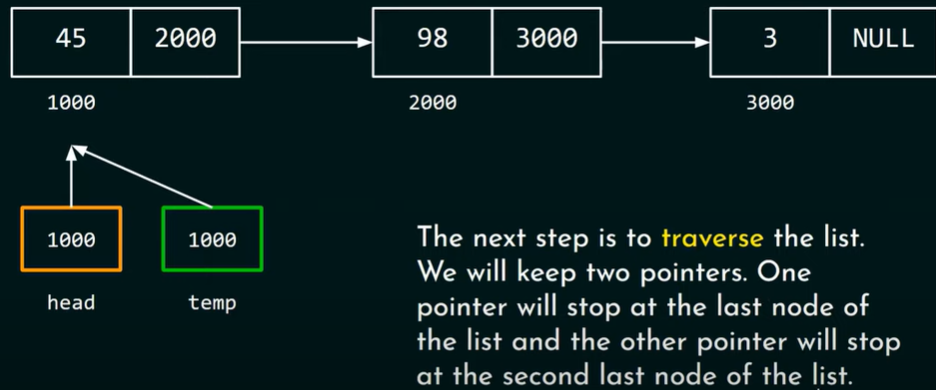 45 2000 98 3000 3 NULL
1000 2000 3000
1000 1000
head temp
The next step is to traverse the list.
We will keep two pointers. One
pointer will stop at the last node of
the list and the other pointer will stop
at the second last node of the list.